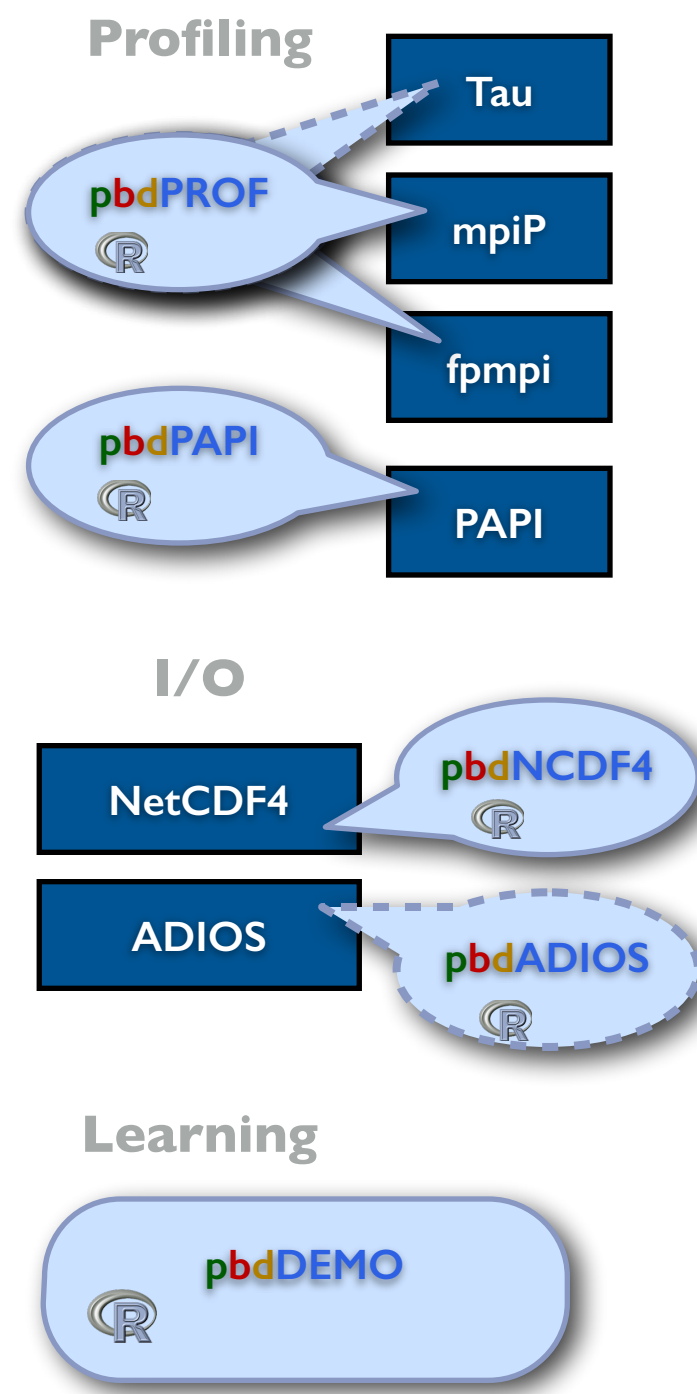 Profiling
Tau
pbdPROF
R
mpiP
fpmpi
pbdPAPI
R
PAPI
I/O
NetCDF4
pbdNCDF4
R
ADIOS
pbdADIOS
R
Learning
pbdDEMO
R